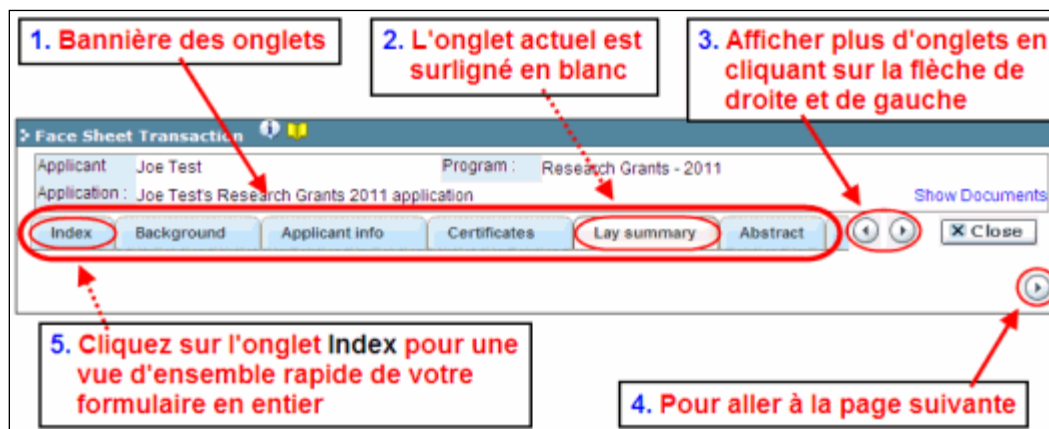 1. Bannière des onglets
2. L'onglet actuel est
surligné en blanc
3. Afficher plus d'onglets en
cliquant sur la flèche de
droite et de gauche
Face Sheet Transaction
Applicant Joe Test Program : Research Grants - 2011
Application : Joe Test's Research Grants 2011 application
Show Documents
Index Background Applicant info Certificates Lay summary Abstract Close
5. Cliquez sur l'onglet Index pour une
vue d'ensemble rapide de votre
formulaire en entier
4. Pour aller à la page suivante